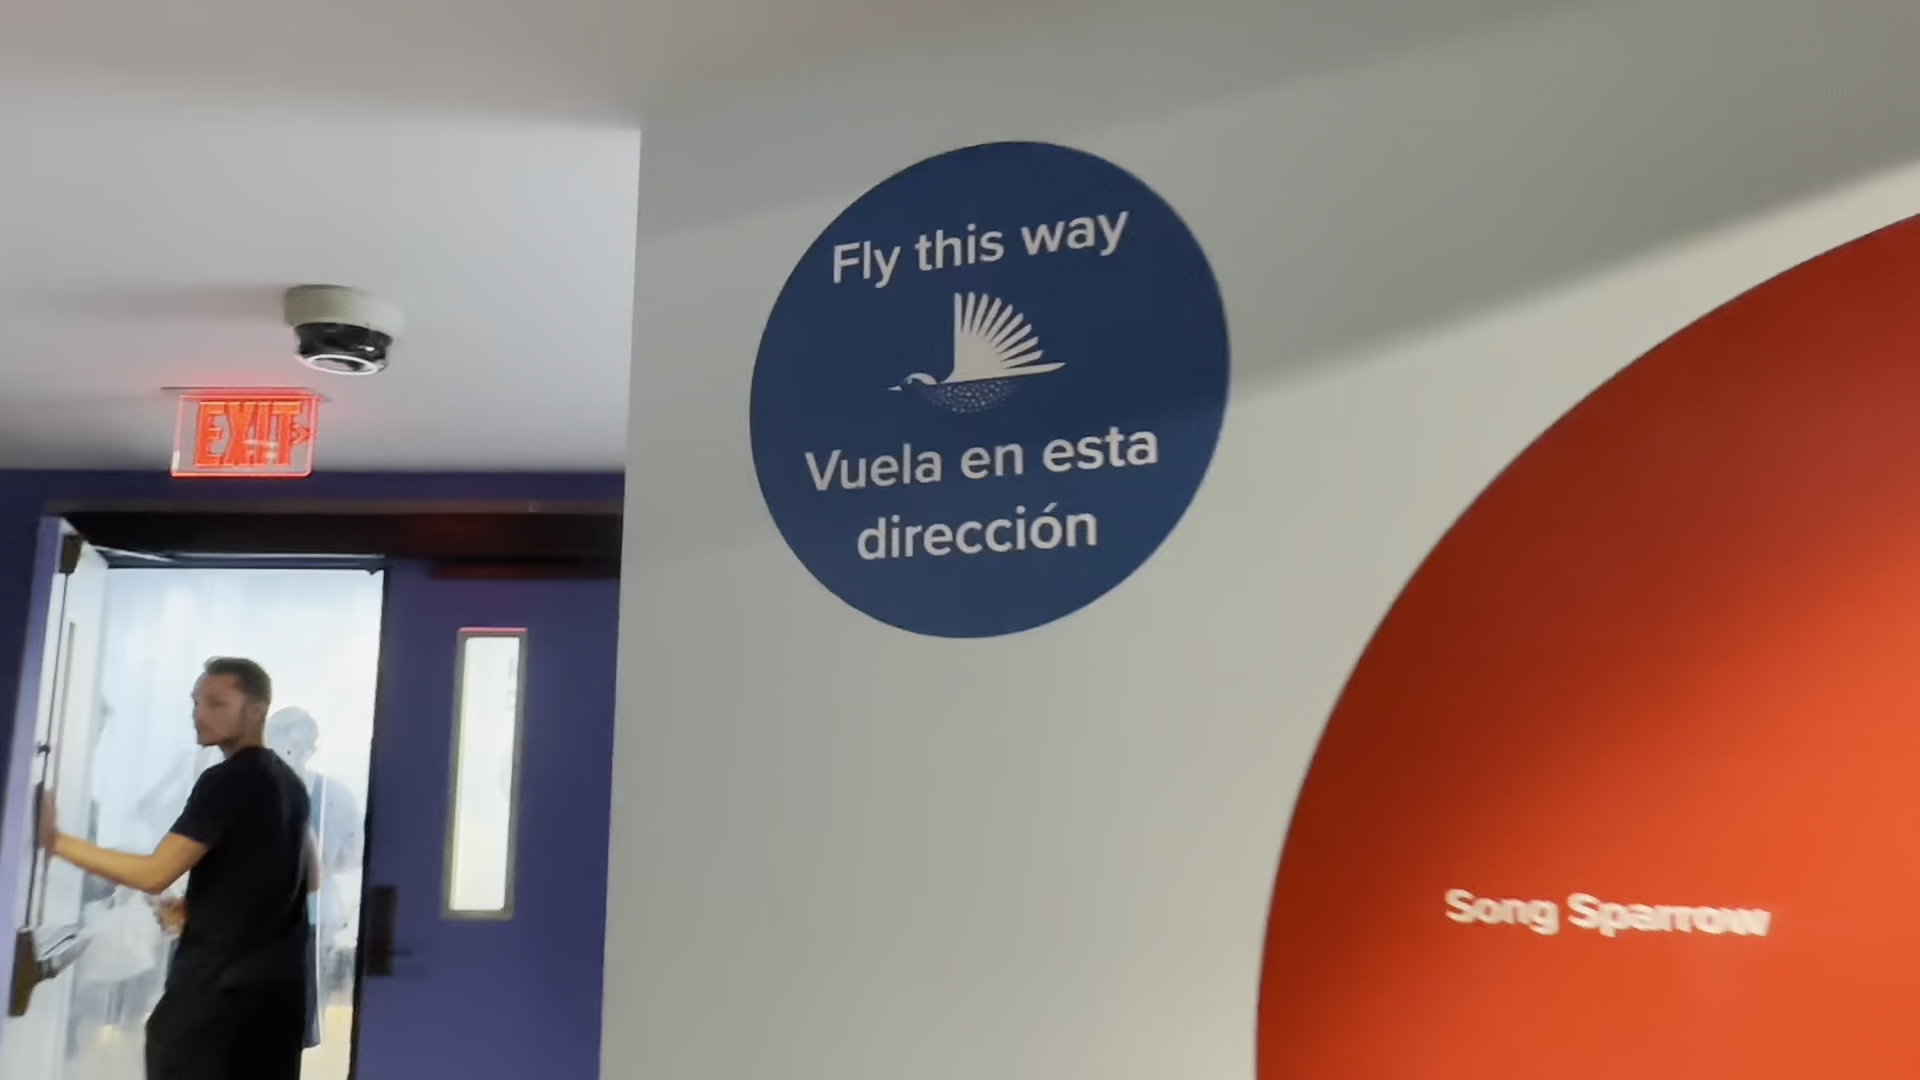 Fly this way
Vuela en esta
dirección
EXIT
Song Sparrow